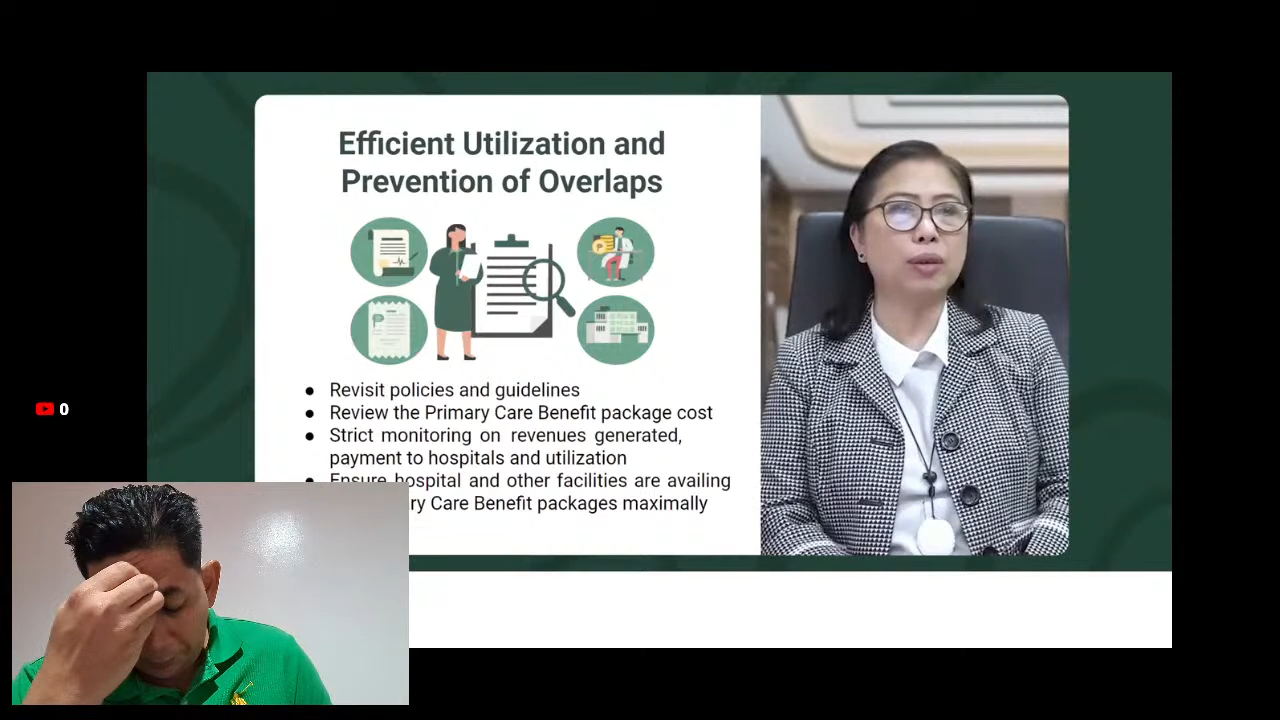 Efficient Utilization and
Prevention of Overlaps
● Revisit policies and guidelines
● Review the Primary Care Benefit package cost
● Strict monitoring on revenues generated,
payment to hospitals and utilization
● Ensure hospital and other facilities are availing
ry Care Benefit packages maximally
0